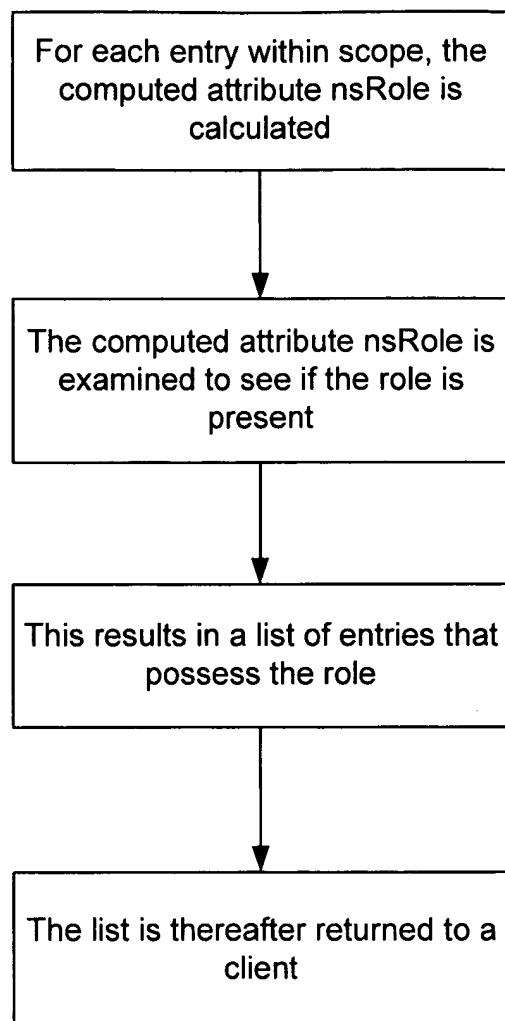 For each entry within scope, the
computed attribute nsRole is
calculated
The computed attribute nsRole is
examined to see if the role is
present
This results in a list of entries that
possess the role
The list is thereafter returned to a
client